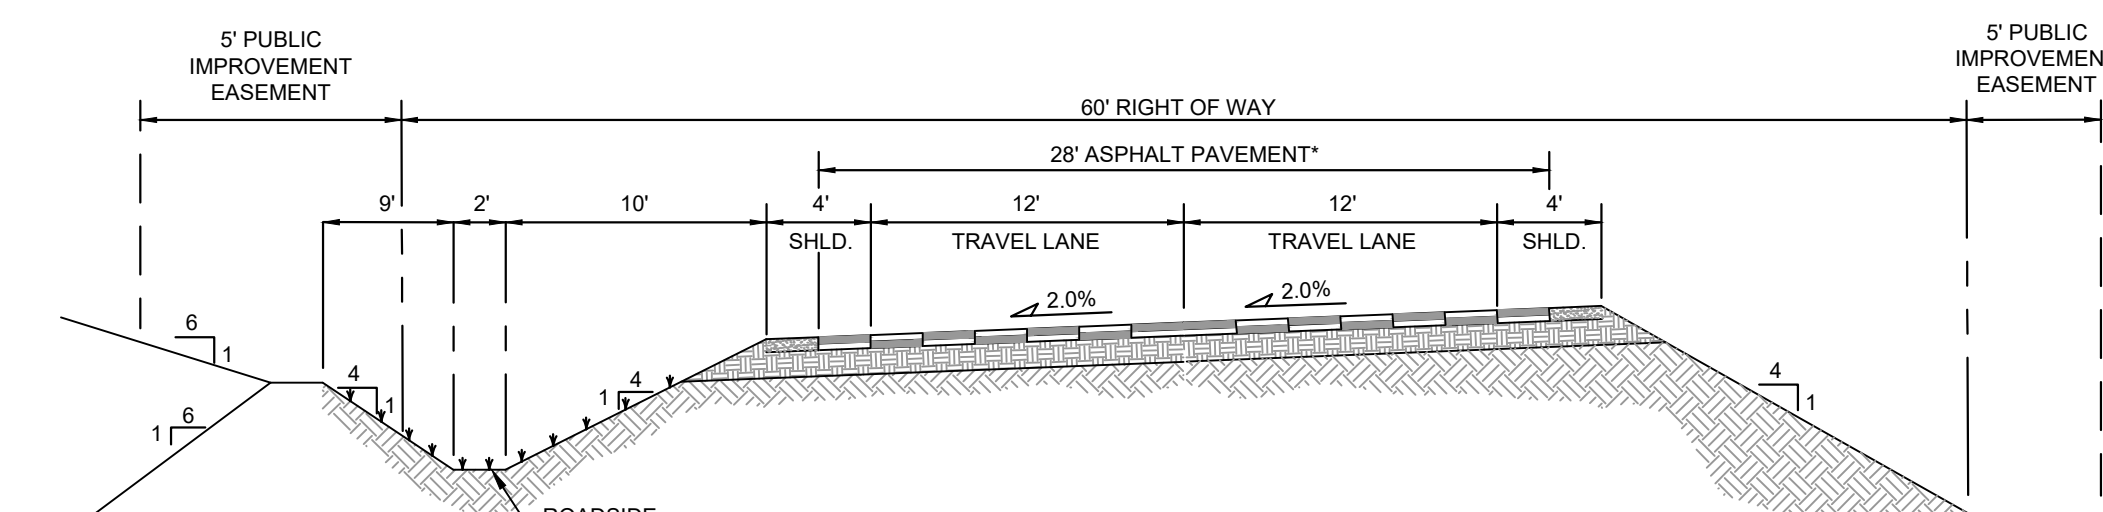 5' PUBLIC
IMPROVEMENT
EASEMENT
5' PUBLIC
IMPROVEMEN
EASEMENT
60' RIGHT OF WAY
28' ASPHALT PAVEMENT*
9'
2'
10'
4'
12'
12'
4'
SHLD.
TRAVEL LANE
TRAVEL LANE
SHLD.
2.0%
2.0%
6
1
4
1
4
1
4
1
6
1